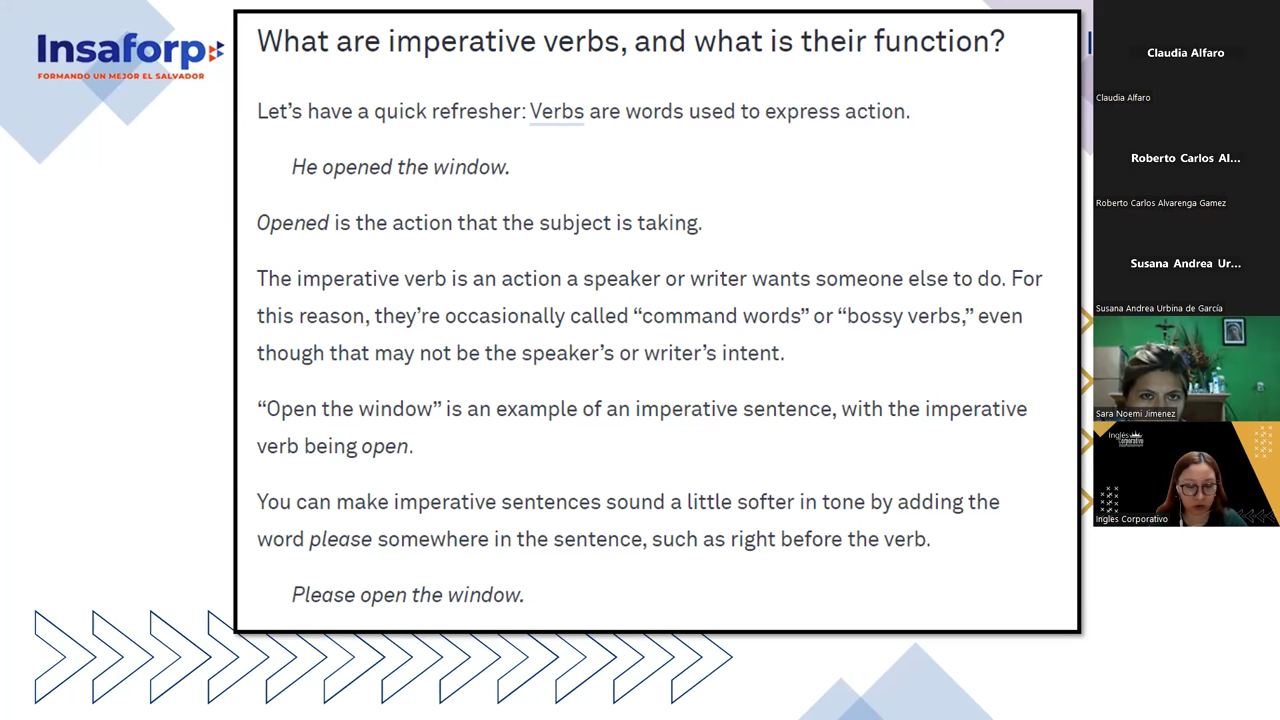 Insaforp
FORMANDO UN MEJOR EL SALVADOR
What are imperative verbs, and what is their function?
Let’s have a quick refresher: Verbs are words used to express action.
He opened the window.
Opened is the action that the subject is taking.
The imperative verb is an action a speaker or writer wants someone else to do. For
this reason, they’re occasionally called “command words” or “bossy verbs,” even
though that may not be the speaker’s or writer’s intent.
“Open the window” is an example of an imperative sentence, with the imperative
verb being open.
You can make imperative sentences sound a little softer in tone by adding the
word please somewhere in the sentence, such as right before the verb.
Please open the window.
Claudia Alfaro
Claudia Alfaro
Roberto Carlos Al...
Roberto Carlos Alvarenga Gamez
Susana Andrea Ur...
Susana Andrea Urbina de García
Sara Noemi Jimenez
Inglés
Corporativo
Ingles Corporativo